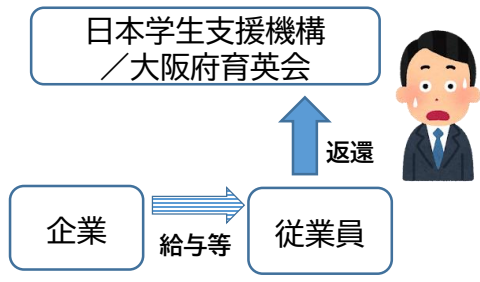 日本学生支援機構
／大阪府育英会
返還
企業
給与等
従業員